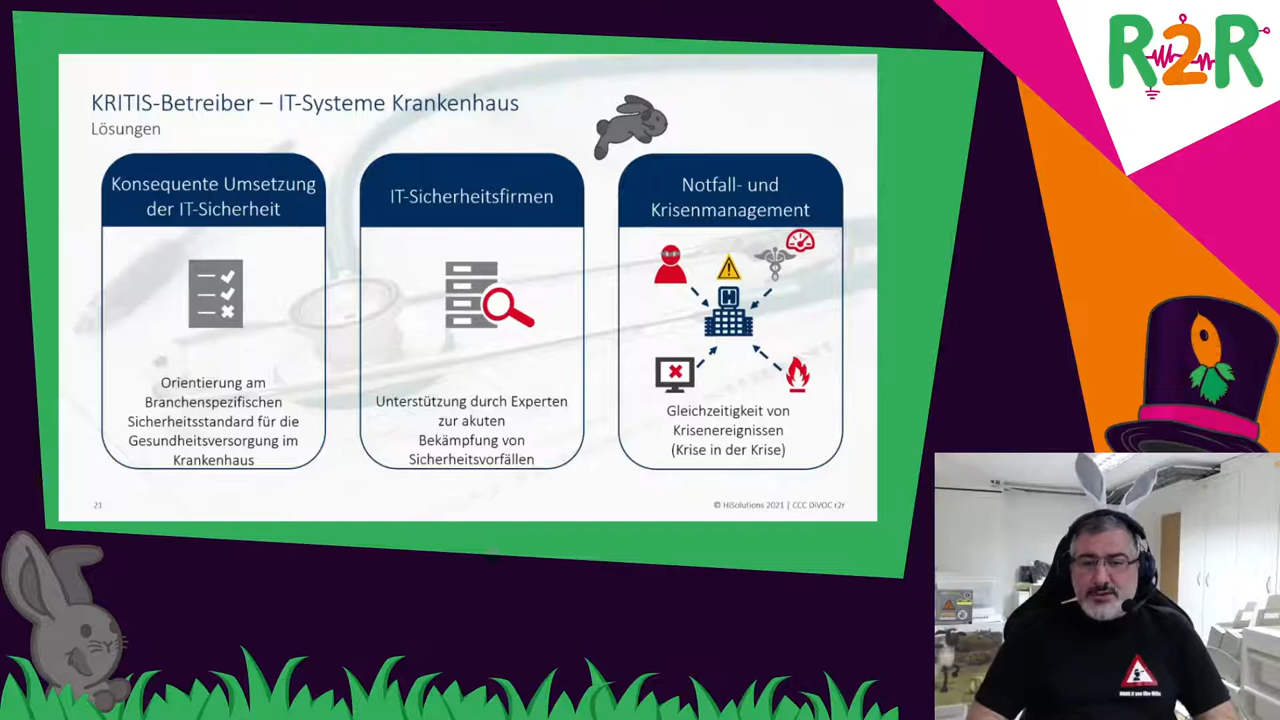 R2R
KRITIS-Betreiber – IT-Systeme Krankenhaus
Lösungen
Konsequente Umsetzung
der IT-Sicherheit
Orientierung am
Branchenspezifischen
Sicherheitsstandard für die
Gesundheitsversorgung im
Krankenhaus
IT-Sicherheitsfirmen
Unterstützung durch Experten
zur akuten
Bekämpfung von
Sicherheitsvorfällen
Notfall- und
Krisenmanagement
H
Gleichzeitigkeit von
Krisenereignissen
(Krise in der Krise)
21
© HiSolutions 2021 | CCC DiVOC r2r